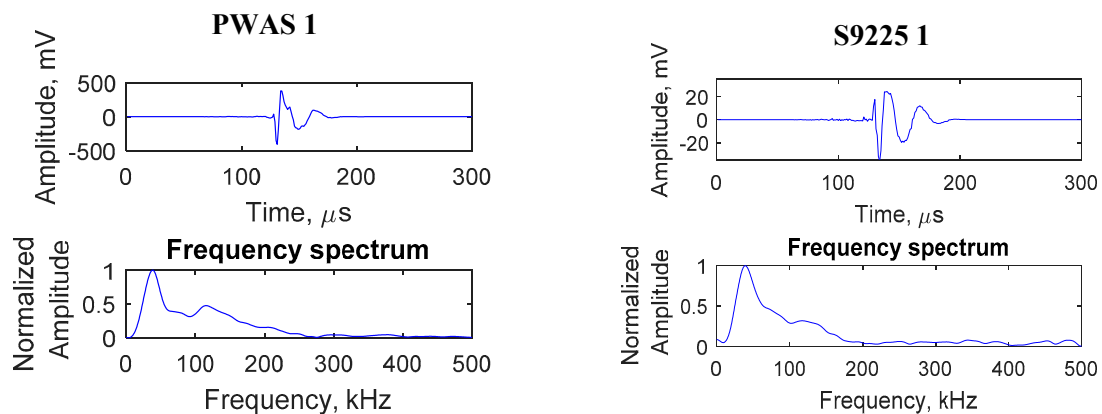 PWAS 1
Amplitude, mV
500
0
-500
0 100 200 300
Time, μs
Frequency spectrum
Normalized
Amplitude
1
0.5
0
0 100 200 300 400 500
Frequency, kHz
S9225 1
Amplitude, mV
20
0
-20
0 100 200 300
Time, μs
Frequency spectrum
Normalized
Amplitude
1
0.5
0
0 100 200 300 400 500
Frequency, kHz